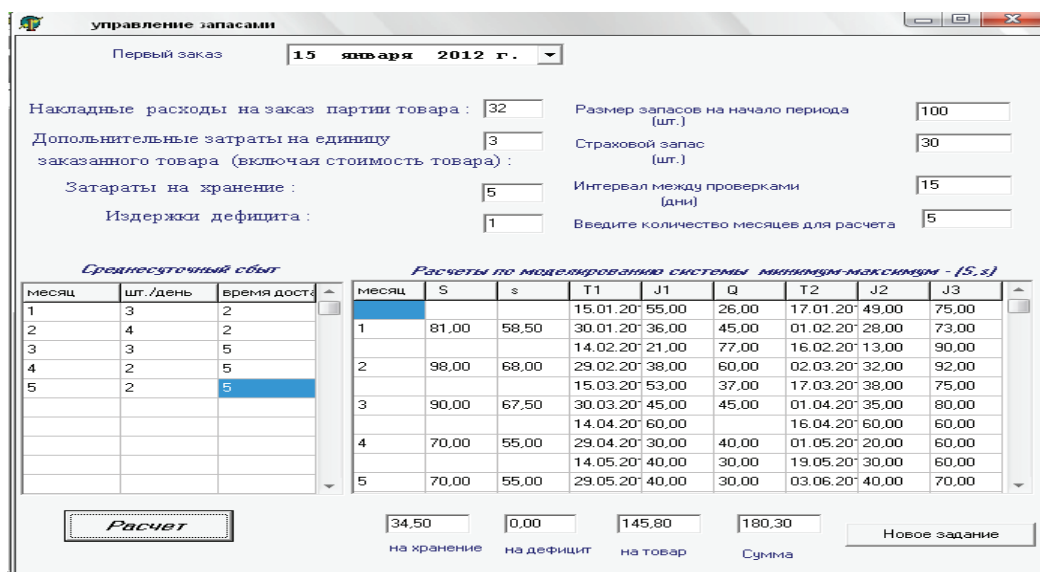 управление запасами
Первый заказ 15 января 2012 г.
Накладные расходы на заказ партии товара : 32
Дополнительные затраты на единицу 3
заказанного товара (включая стоимость товара) :
Затараты на хранение : 5
Издержки дефицита : 1
Размер запасов на начало периода 100
(шт.)
Страховой запас 30
(шт.)
Интервал между проверками 15
(дни)
Введите количество месяцев для расчета 5
Среднесуточный сбыт
месяц шт./день время доста
1 3 2
2 4 2
3 3 5
4 2 5
5 2 5
Расчеты по моделированию системы минимум-максимум - (S,s)
месяц S s T1 J1 Q T2 J2 J3
15.01.20 55,00 26,00 17.01.20 49,00 75,00
1 81,00 58,50 30.01.20 36,00 45,00 01.02.20 28,00 73,00
14.02.20 21,00 77,00 16.02.20 13,00 90,00
2 98,00 68,00 29.02.20 38,00 60,00 02.03.20 32,00 92,00
15.03.20 53,00 37,00 17.03.20 38,00 75,00
3 90,00 67,50 30.03.20 45,00 45,00 01.04.20 35,00 80,00
14.04.20 60,00 16.04.20 60,00 60,00
4 70,00 55,00 29.04.20 30,00 40,00 01.05.20 20,00 60,00
14.05.20 40,00 30,00 19.05.20 30,00 60,00
5 70,00 55,00 29.05.20 40,00 30,00 03.06.20 40,00 70,00
Расчет
34,50 0,00 145,80 180,30
на хранение на дефицит на товар Сумма
Новое задание